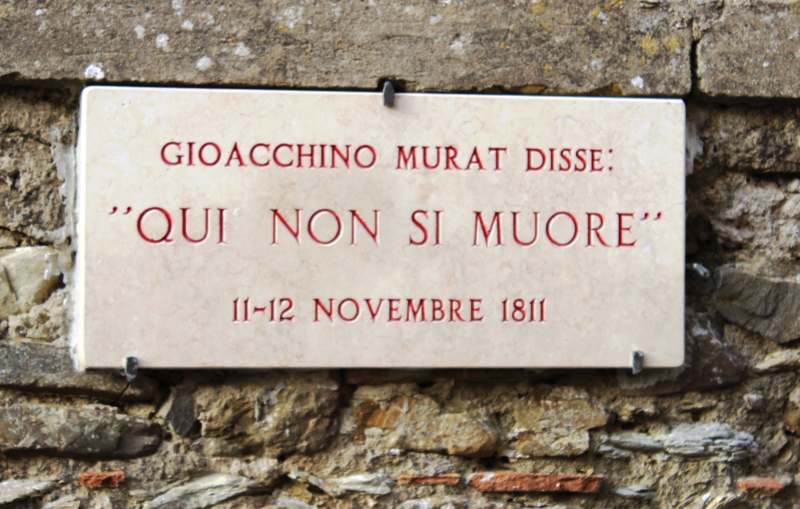 GIOACCHINO MURAT DISSE:
"QUI NON SI MUORE"
11-12 NOVEMBRE 1811